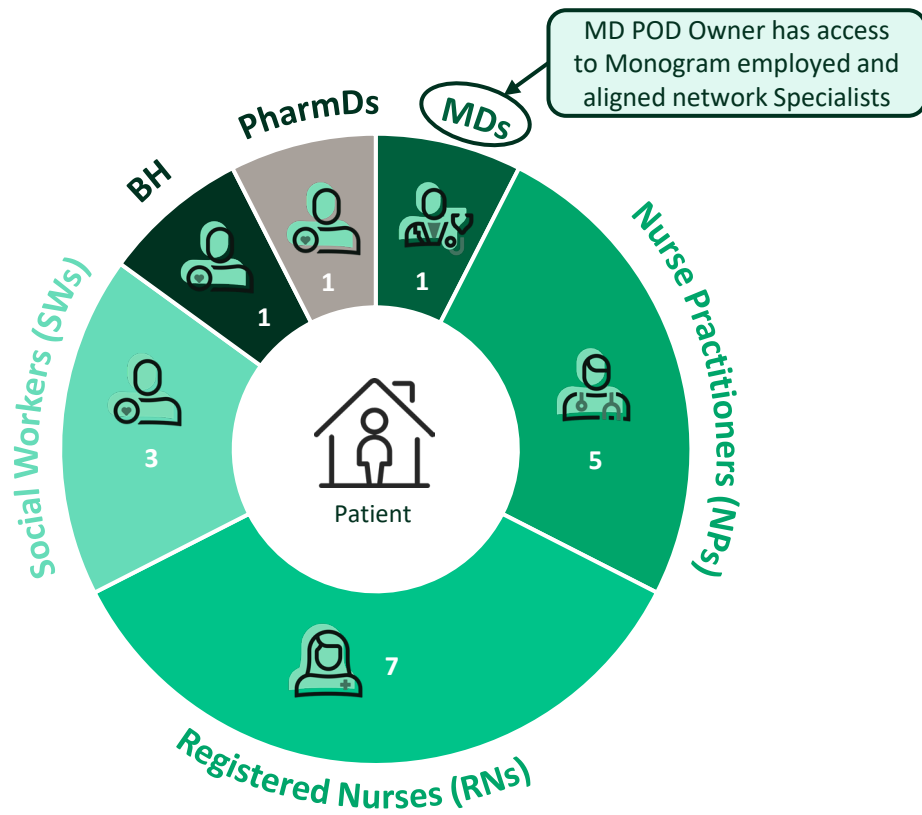 MD POD Owner has access
to Monogram employed and
aligned network Specialists
MDs
PharmDs
BH
Social Workers (SWs)
Nurse Practitioners (NPs)
Registered Nurses (RNs)
1
1
1
3
5
7
Patient